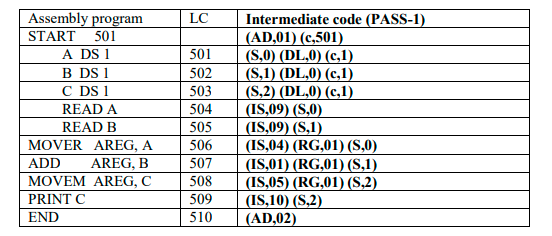 Assembly program LC Intermediate code (PASS-1)
START 501 (AD,01) (c,501)
A DS 1 501 (S,0) (DL,0) (c,1)
B DS 1 502 (S,1) (DL,0) (c,1)
C DS 1 503 (S,2) (DL,0) (c,1)
READ A 504 (IS,09) (S,0)
READ B 505 (IS,09) (S,1)
MOVER AREG, A 506 (IS,04) (RG,01) (S,0)
ADD AREG, B 507 (IS,01) (RG,01) (S,1)
MOVEM AREG, C 508 (IS,05) (RG,01) (S,2)
PRINT C 509 (IS,10) (S,2)
END 510 (AD,02)